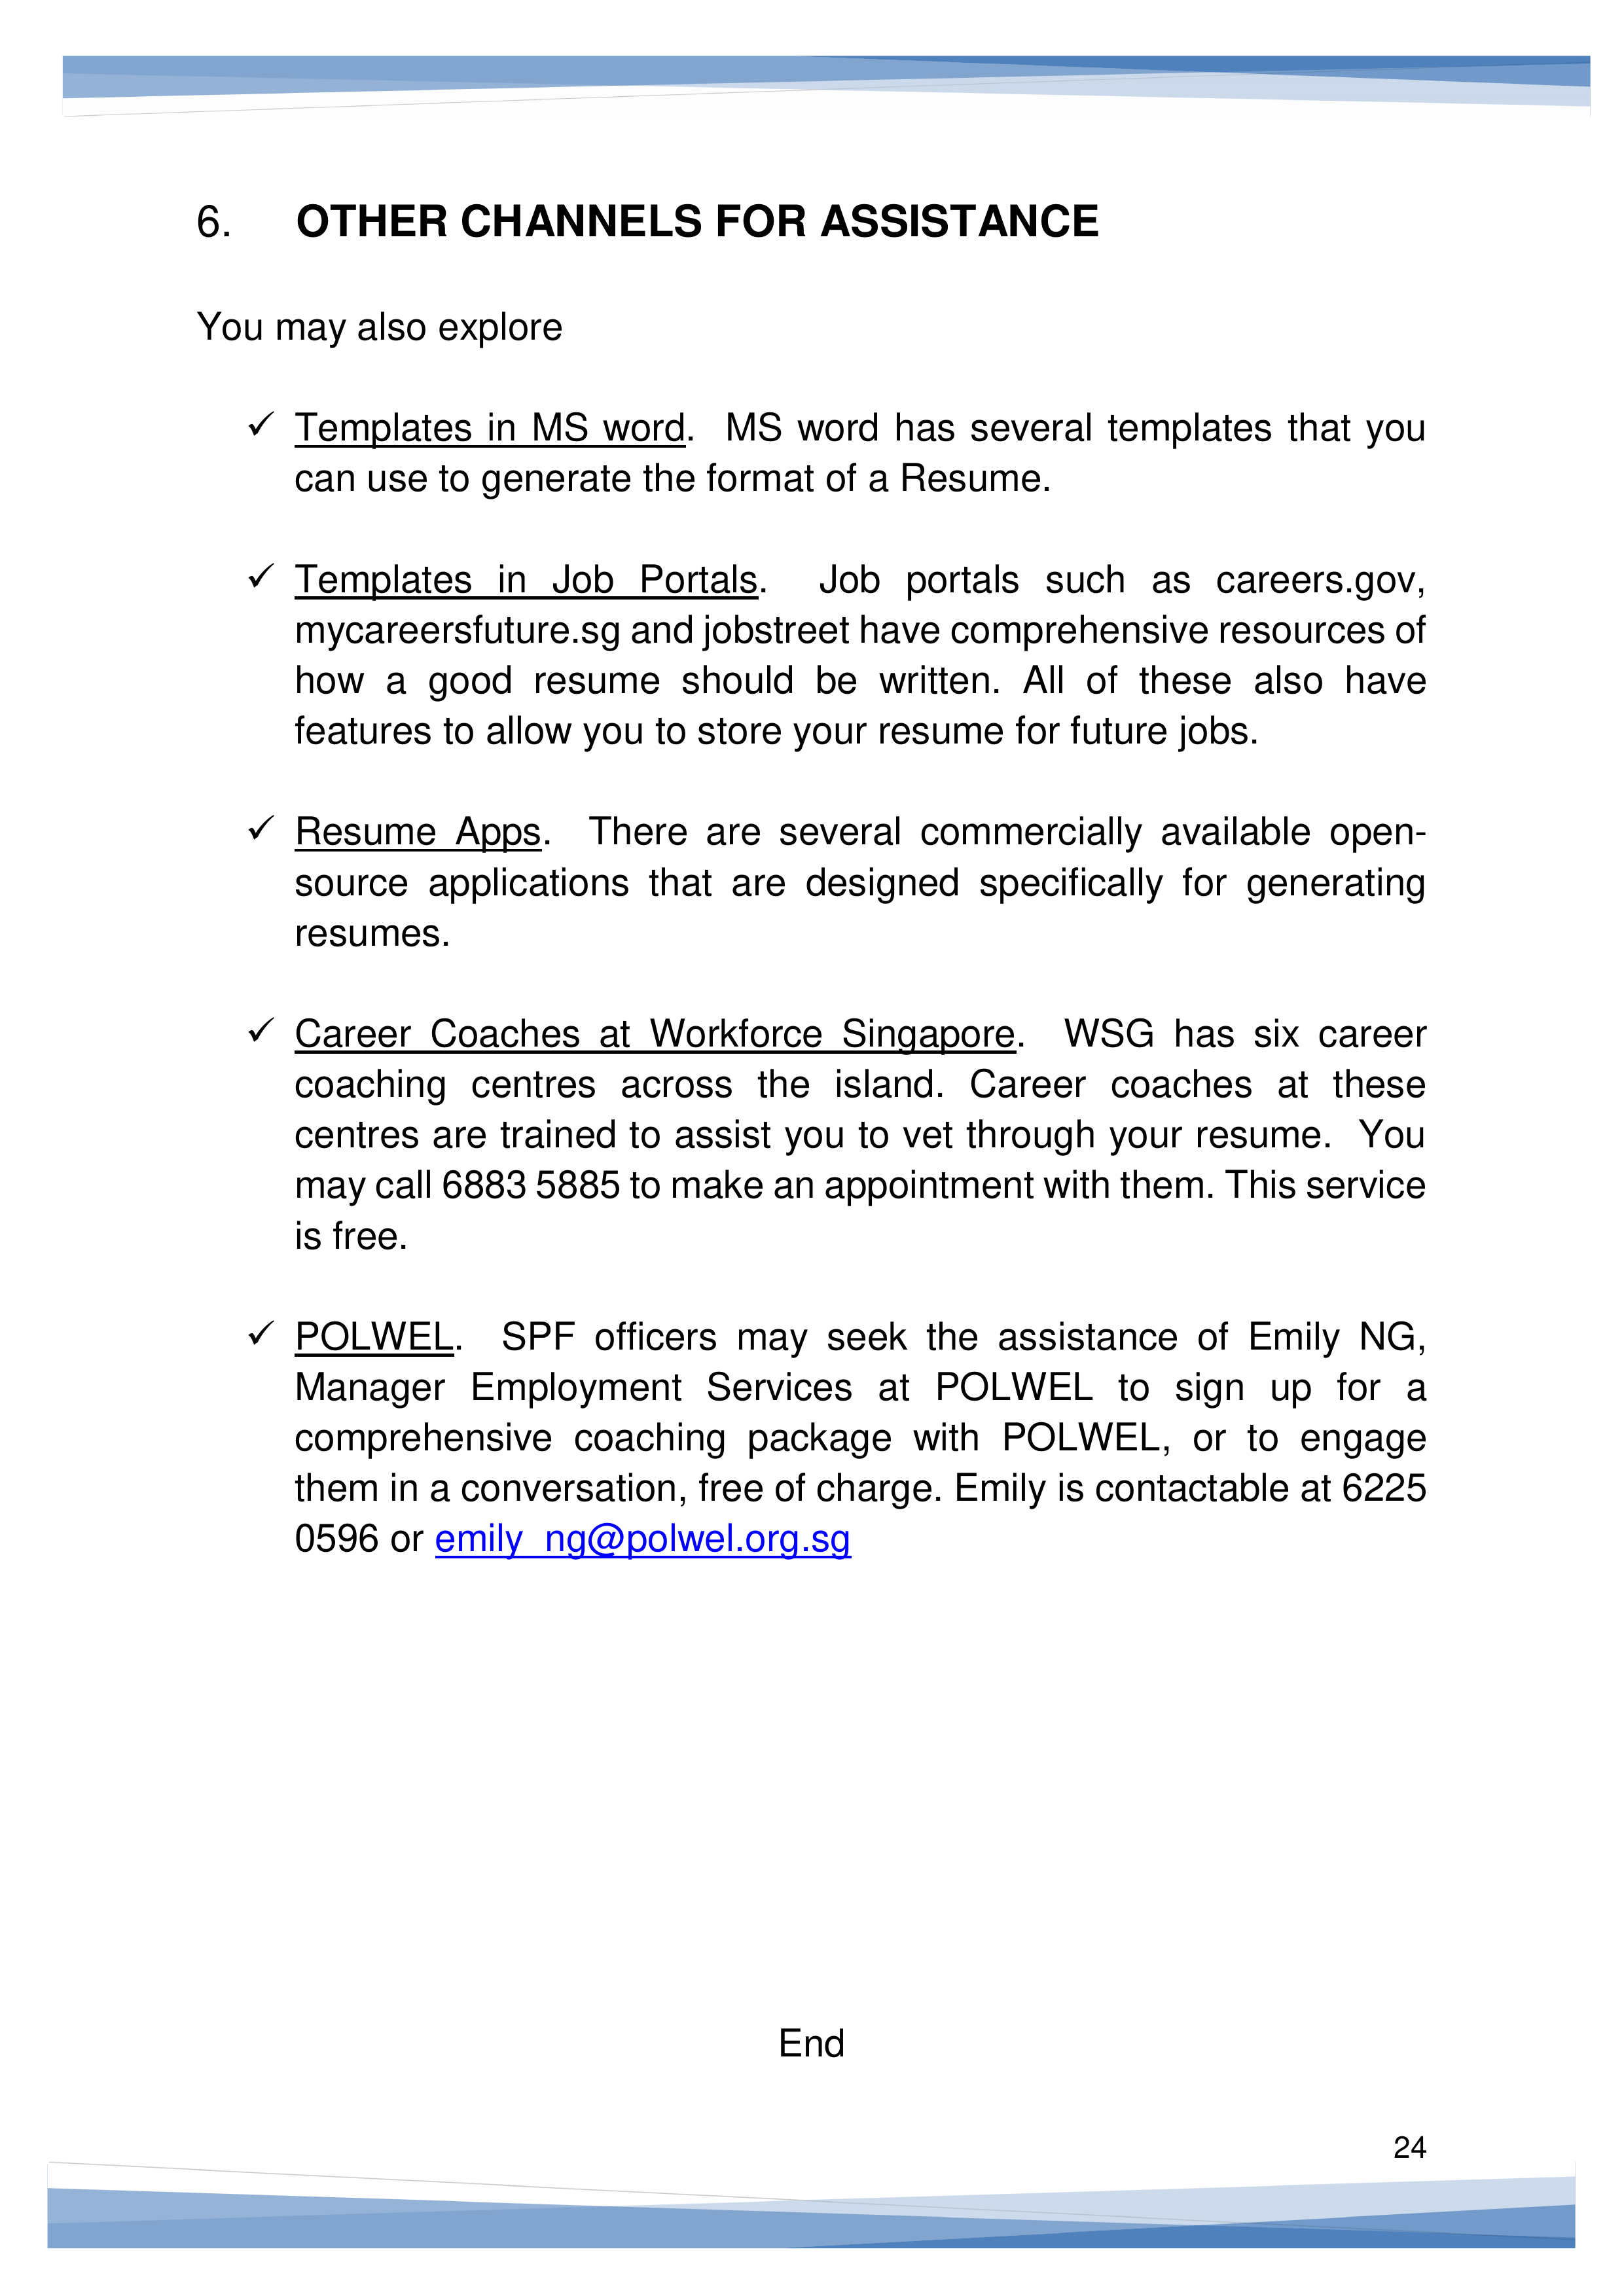 6. OTHER CHANNELS FOR ASSISTANCE
You may also explore
✓ Templates in MS word. MS word has several templates that you
can use to generate the format of a Resume.
✓ Templates in Job Portals. Job portals such as careers.gov,
mycareersfuture.sg and jobstreet have comprehensive resources of
how a good resume should be written. All of these also have
features to allow you to store your resume for future jobs.
✓ Resume Apps. There are several commercially available open-
source applications that are designed specifically for generating
resumes.
✓ Career Coaches at Workforce Singapore. WSG has six career
coaching centres across the island. Career coaches at these
centres are trained to assist you to vet through your resume. You
may call 6883 5885 to make an appointment with them. This service
is free.
✓ POLWEL. SPF officers may seek the assistance of Emily NG,
Manager Employment Services at POLWEL to sign up for a
comprehensive coaching package with POLWEL, or to engage
them in a conversation, free of charge. Emily is contactable at 6225
0596 or emily_ng@polwel.org.sg
End
24